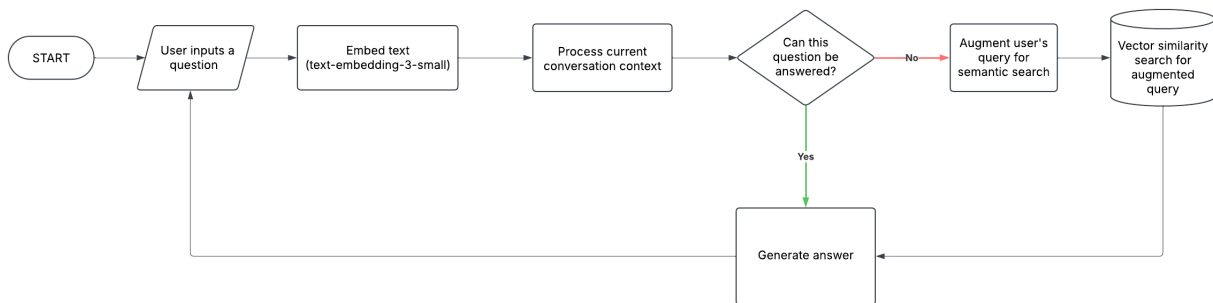 START
User inputs a
question
Embed text
(text-embedding-3-small)
Process current
conversation context
Can this
question be
answered?
No
Augment user's
query for
semantic search
Vector similarity
search for
augmented
query
Yes
Generate answer